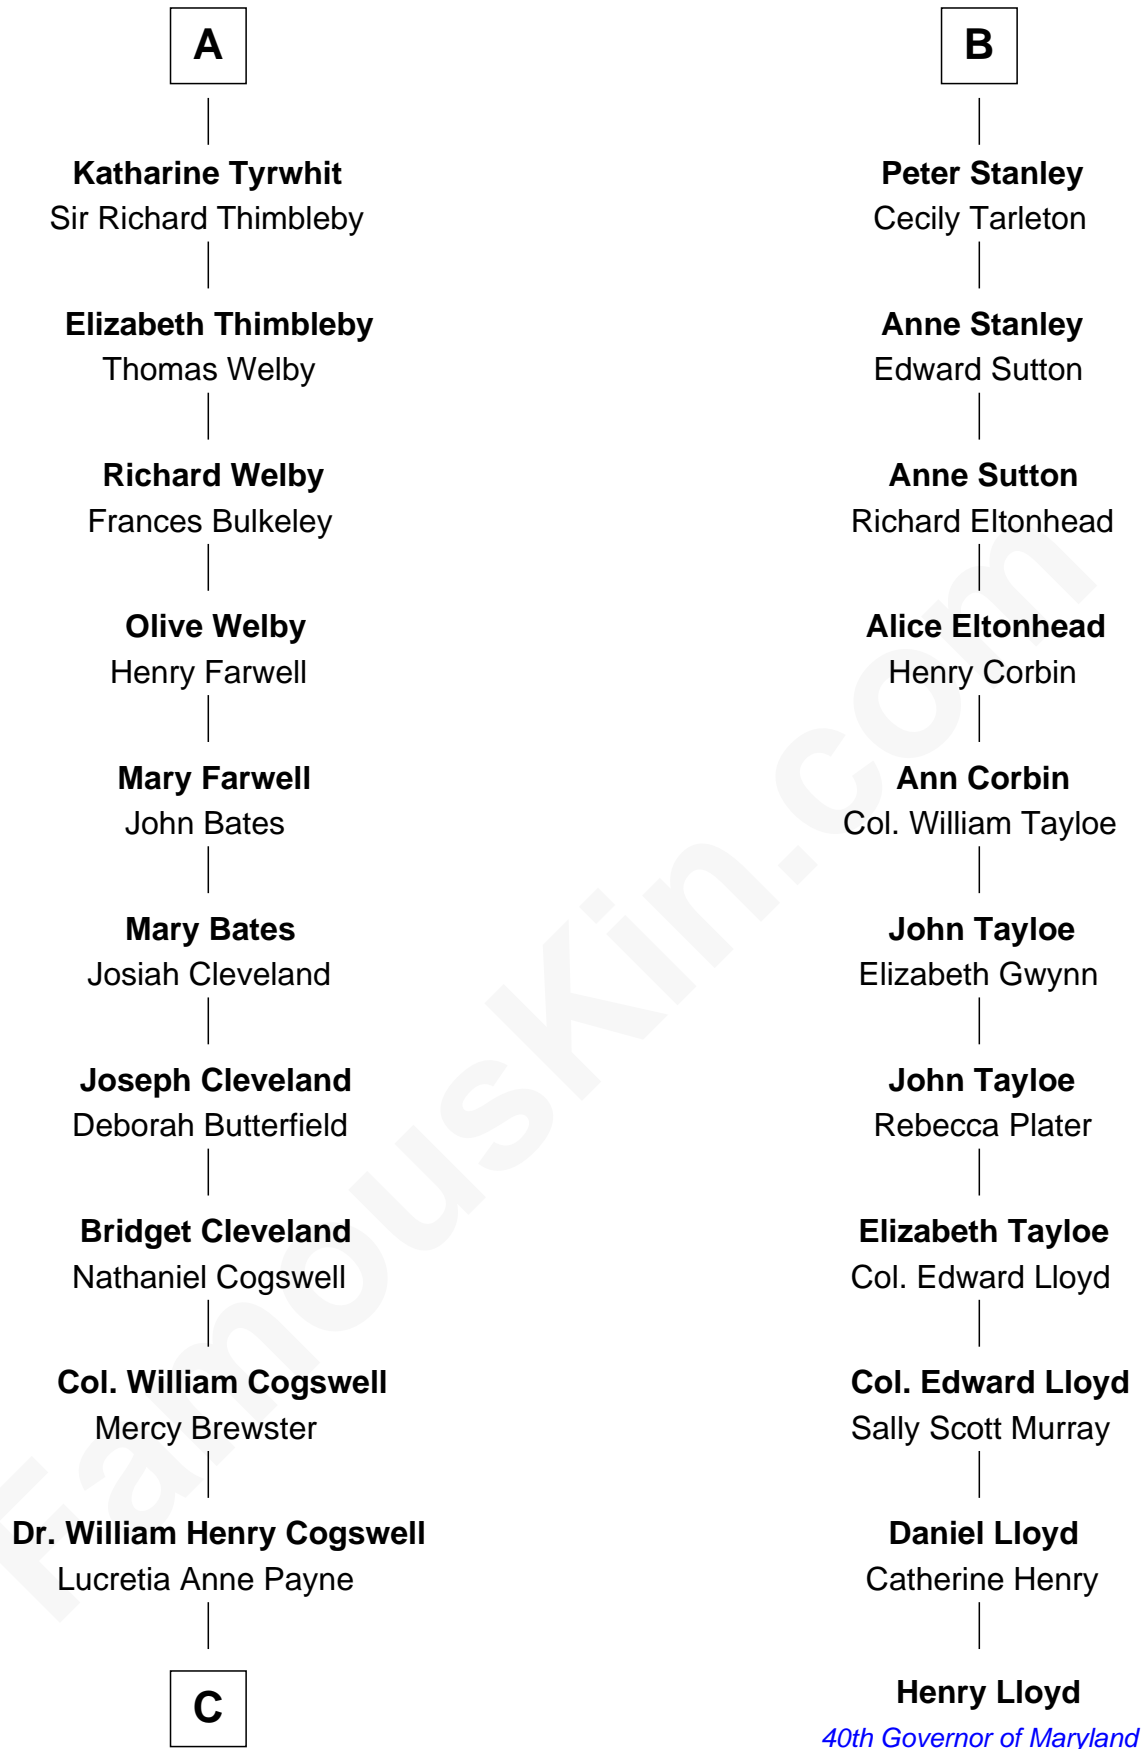 A
Katharine Tyrwhit
Sir Richard Thimbleby
Elizabeth Thimbleby
Thomas Welby
Richard Welby
Frances Bulkeley
Olive Welby
Henry Farwell
Mary Farwell
John Bates
Mary Bates
Josiah Cleveland
Joseph Cleveland
Deborah Butterfield
Bridget Cleveland
Nathaniel Cogswell
Col. William Cogswell
Mercy Brewster
Dr. William Henry Cogswell
Lucretia Anne Payne
C
B
Peter Stanley
Cecily Tarleton
Anne Stanley
Edward Sutton
Anne Sutton
Richard Eltonhead
Alice Eltonhead
Henry Corbin
Ann Corbin
Col. William Tayloe
John Tayloe
Elizabeth Gwynn
John Tayloe
Rebecca Plater
Elizabeth Tayloe
Col. Edward Lloyd
Col. Edward Lloyd
Sally Scott Murray
Daniel Lloyd
Catherine Henry
Henry Lloyd
40th Governor of Maryland
FamousKin.com